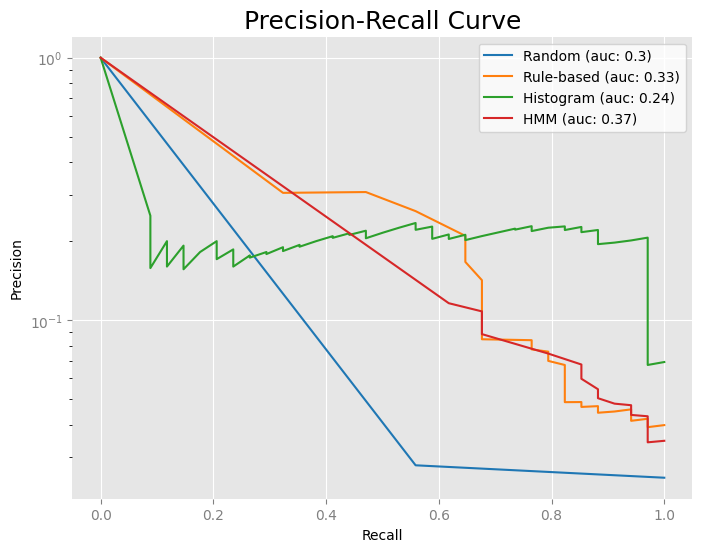 Precision-Recall Curve
Random (auc: 0.3)
Rule-based (auc: 0.33)
Histogram (auc: 0.24)
HMM (auc: 0.37)
10⁰
10⁻¹
Precision
0.0 0.2 0.4 0.6 0.8 1.0
Recall